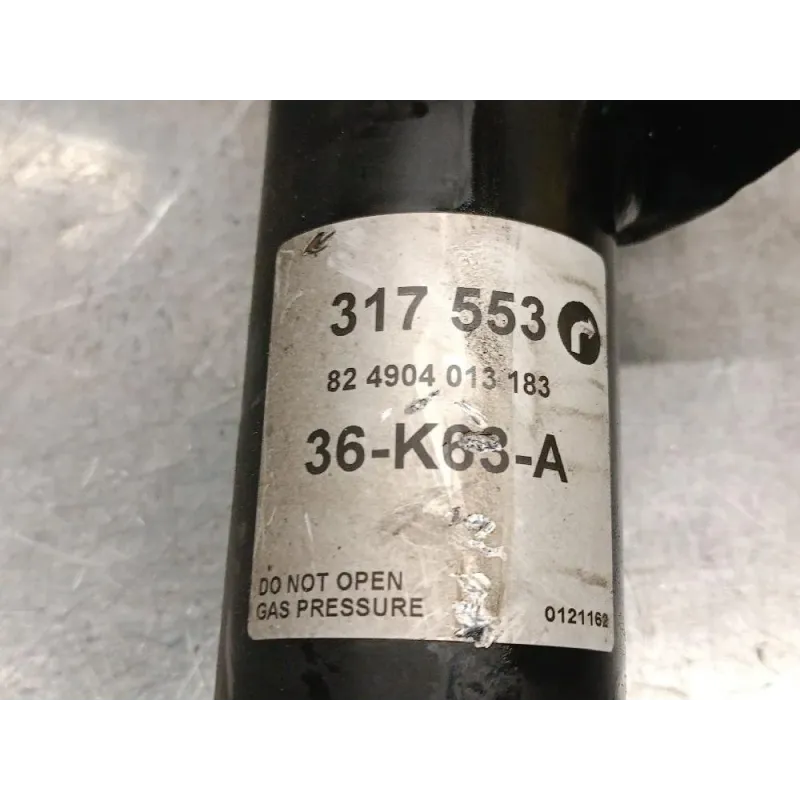 317 553
82 4904 013 183
36-K63-A
DO NOT OPEN
GAS PRESSURE
0121162